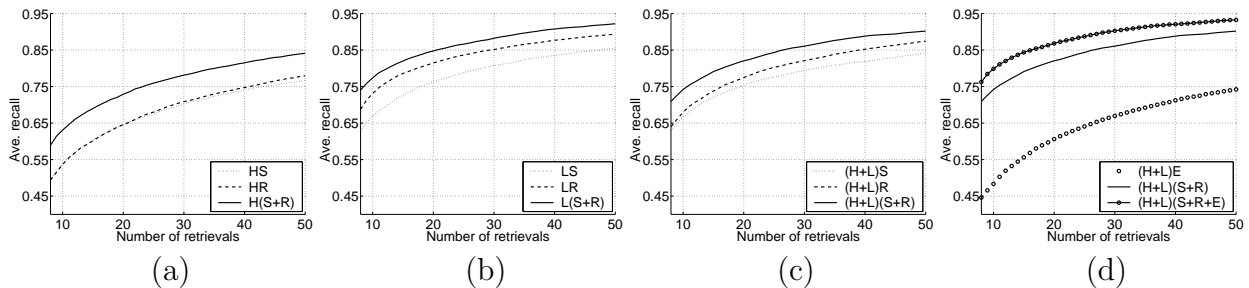 0.95
0.85
0.75
0.65
0.55
0.45
Ave. recall
10 20 30 40 50
Number of retrievals
HS
HR
H(S+R)
(a)
0.95
0.85
0.75
0.65
0.55
0.45
Ave. recall
10 20 30 40 50
Number of retrievals
LS
LR
L(S+R)
(b)
0.95
0.85
0.75
0.65
0.55
0.45
Ave. recall
10 20 30 40 50
Number of retrievals
(H+L)S
(H+L)R
(H+L)(S+R)
(c)
0.95
0.85
0.75
0.65
0.55
0.45
Ave. recall
10 20 30 40 50
Number of retrievals
(H+L)E
(H+L)(S+R)
(H+L)(S+R+E)
(d)